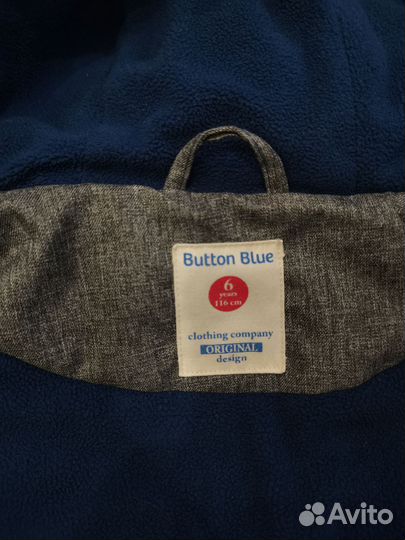 Button Blue
6
years
116 cm
clothing company
ORIGINAL
design
Avito